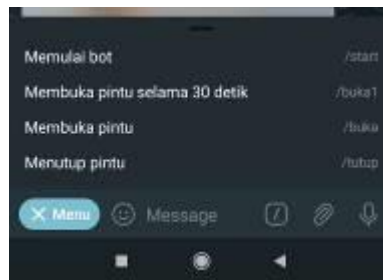 Memulai bot /start
Membuka pintu selama 30 detik /buka1
Membuka pintu /buka
Menutup pintu /tutup
Menu Message